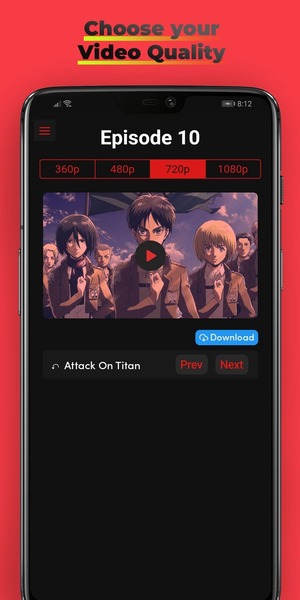 Choose your
Video Quality
8:12
Episode 10
360p 480p 720p 1080p
Download
Attack On Titan Prev Next